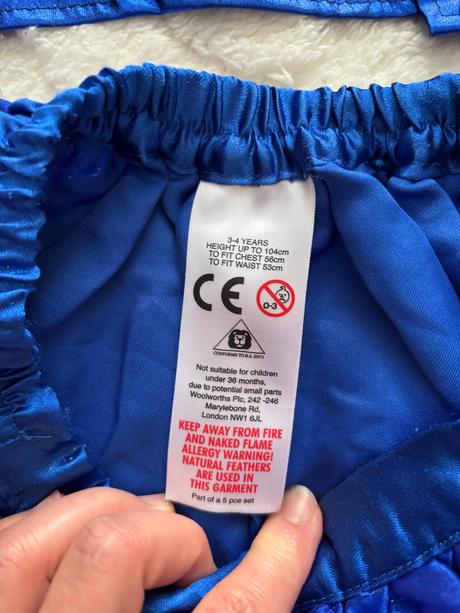 3-4 YEARS
HEIGHT UP TO 104cm
TO FIT CHEST 56cm
TO FIT WAIST 53cm
CE
0-3
CONFORMS TO B.S. EN71
Not suitable for children
under 36 months,
due to potential small parts
Woolworths Plc, 242 -246
Marylebone Rd,
London NW1 6JL
KEEP AWAY FROM FIRE
AND NAKED FLAME
ALLERGY WARNING!
NATURAL FEATHERS
ARE USED IN
THIS GARMENT
Part of a 5 pce set